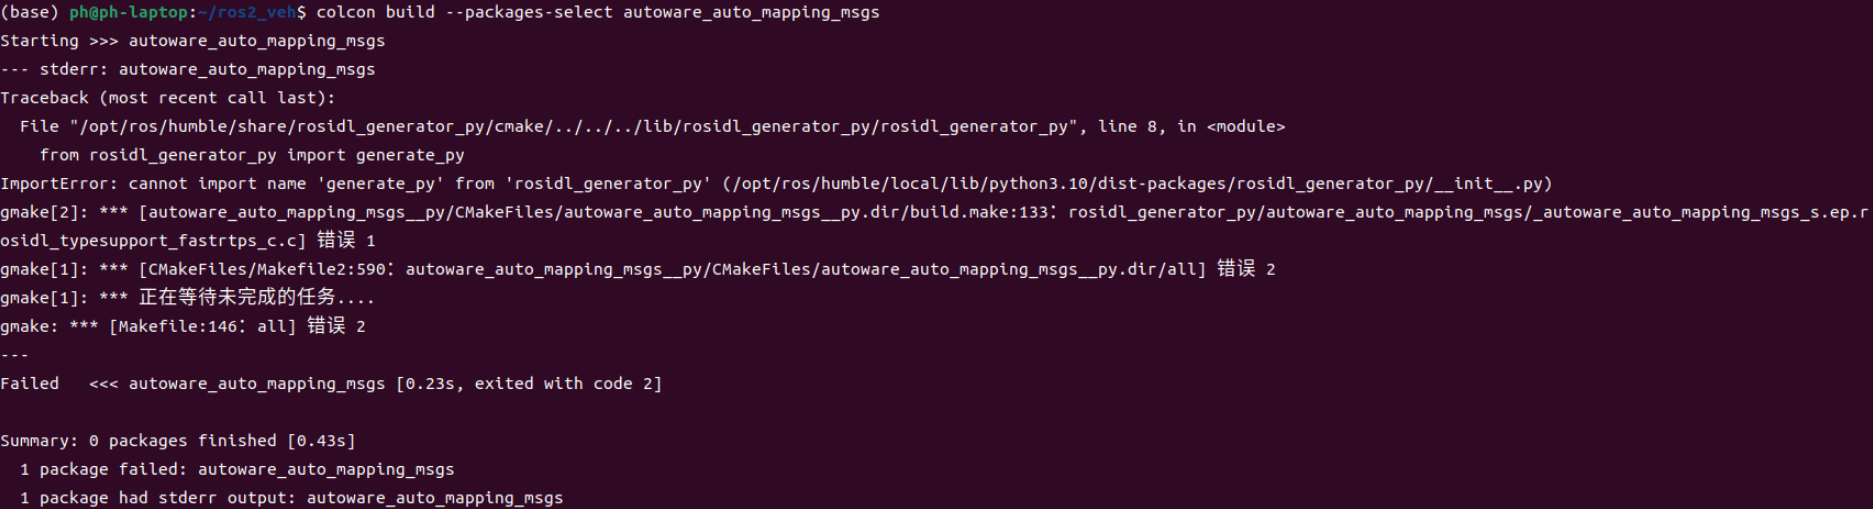 (base) ph@ph-laptop:~/ros2_veh$ colcon build --packages-select autoware_auto_mapping_msgs
Starting >>> autoware_auto_mapping_msgs
--- stderr: autoware_auto_mapping_msgs
Traceback (most recent call last):
  File "/opt/ros/humble/share/rosidl_generator_py/cmake/../../../lib/rosidl_generator_py/rosidl_generator_py", line 8, in <module>
    from rosidl_generator_py import generate_py
ImportError: cannot import name 'generate_py' from 'rosidl_generator_py' (/opt/ros/humble/local/lib/python3.10/dist-packages/rosidl_generator_py/__init__.py)
gmake[2]: *** [autoware_auto_mapping_msgs__py/CMakeFiles/autoware_auto_mapping_msgs__py.dir/build.make:133：rosidl_generator_py/autoware_auto_mapping_msgs/_autoware_auto_mapping_msgs_s.ep.r
osidl_typesupport_fastrtps_c.c] 错误 1
gmake[1]: *** [CMakeFiles/Makefile2:590：autoware_auto_mapping_msgs__py/CMakeFiles/autoware_auto_mapping_msgs__py.dir/all] 错误 2
gmake[1]: *** 正在等待未完成的任务....
gmake: *** [Makefile:146：all] 错误 2
---
Failed   <<< autoware_auto_mapping_msgs [0.23s, exited with code 2]
Summary: 0 packages finished [0.43s]
  1 package failed: autoware_auto_mapping_msgs
  1 package had stderr output: autoware_auto_mapping_msgs